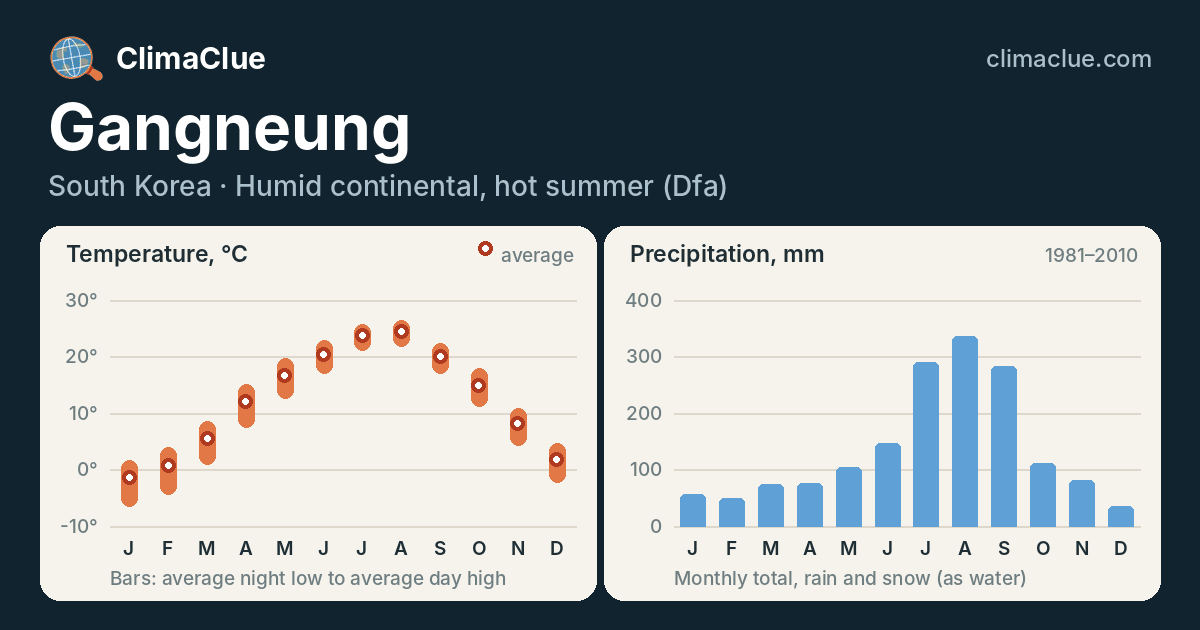 ClimaClue
climaclue.com
Gangneung
South Korea · Humid continental, hot summer (Dfa)
Temperature, °C
average
30°
20°
10°
0°
-10°
J F M A M J J A S O N D
Bars: average night low to average day high
Precipitation, mm
1981–2010
400
300
200
100
0
J F M A M J J A S O N D
Monthly total, rain and snow (as water)